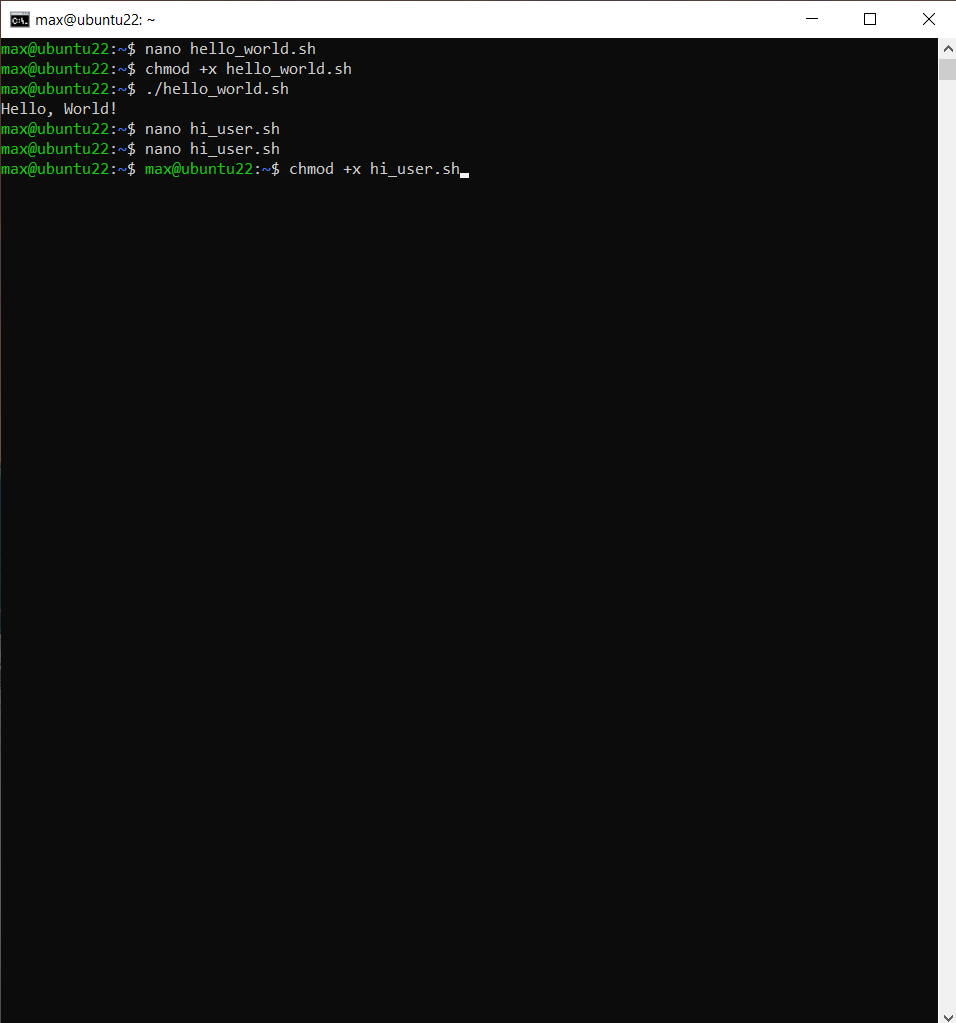 max@ubuntu22: ~
max@ubuntu22:~$ nano hello_world.sh
max@ubuntu22:~$ chmod +x hello_world.sh
max@ubuntu22:~$ ./hello_world.sh
Hello, World!
max@ubuntu22:~$ nano hi_user.sh
max@ubuntu22:~$ nano hi_user.sh
max@ubuntu22:~$ max@ubuntu22:~$ chmod +x hi_user.sh